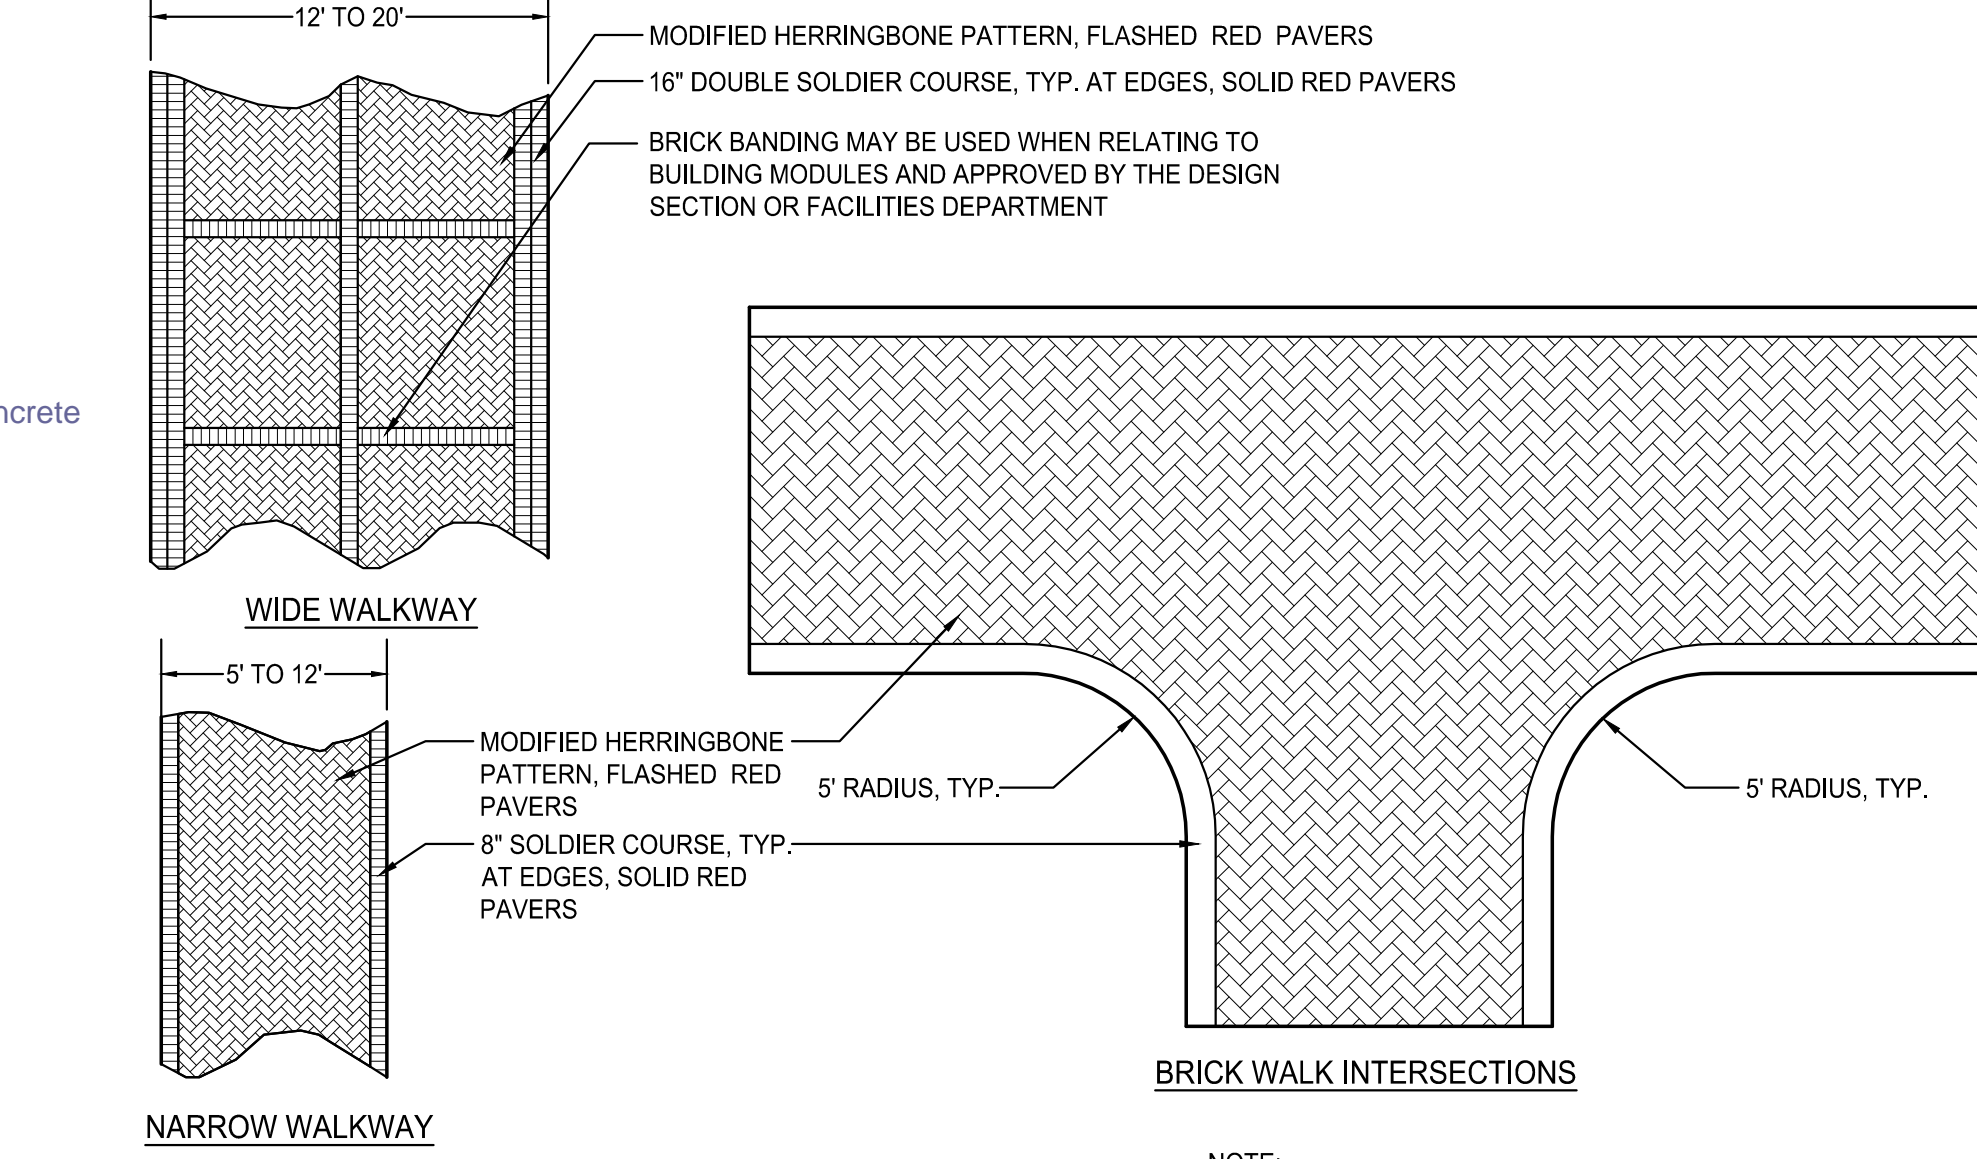 12' TO 20'
MODIFIED HERRINGBONE PATTERN, FLASHED RED PAVERS
16" DOUBLE SOLDIER COURSE, TYP. AT EDGES, SOLID RED PAVERS
BRICK BANDING MAY BE USED WHEN RELATING TO
BUILDING MODULES AND APPROVED BY THE DESIGN
SECTION OR FACILITIES DEPARTMENT
ncrete
WIDE WALKWAY
5' TO 12'
MODIFIED HERRINGBONE
PATTERN, FLASHED RED
PAVERS
8" SOLDIER COURSE, TYP.
AT EDGES, SOLID RED
PAVERS
5' RADIUS, TYP.
5' RADIUS, TYP.
BRICK WALK INTERSECTIONS
NARROW WALKWAY
NOTE: